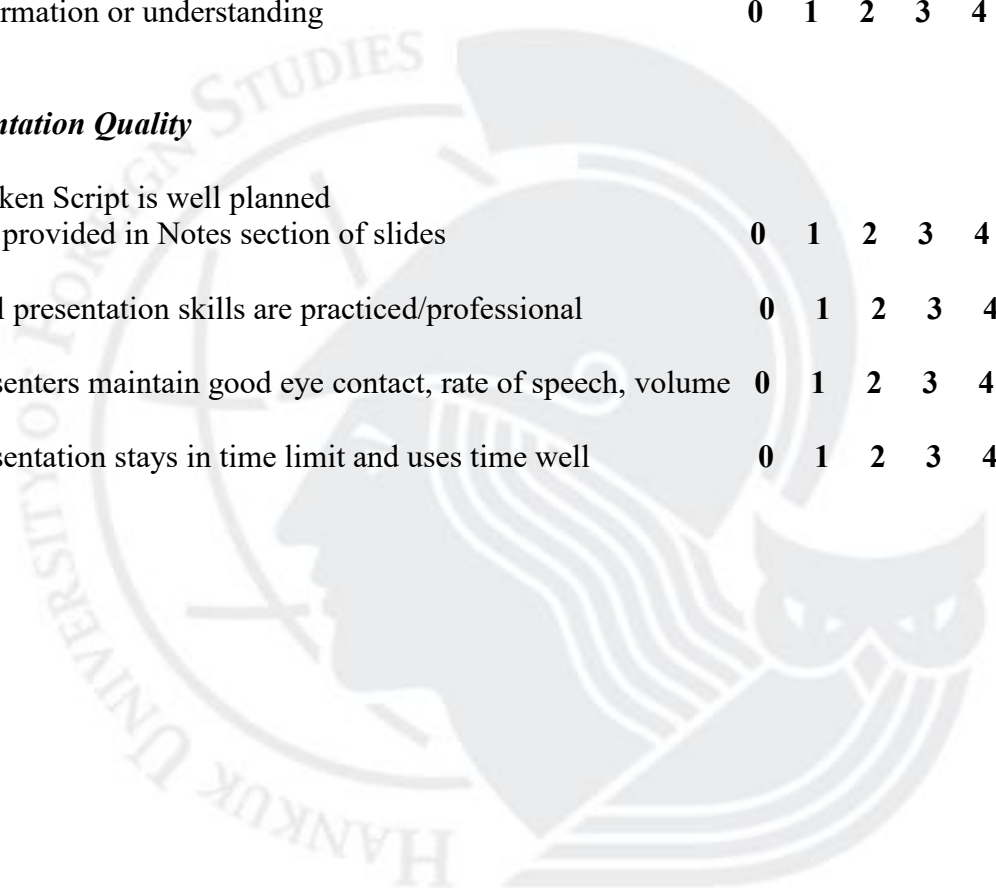 rmation or understanding 0 1 2 3 4
ntation Quality
ken Script is well planned
provided in Notes section of slides 0 1 2 3 4
l presentation skills are practiced/professional 0 1 2 3 4
senters maintain good eye contact, rate of speech, volume 0 1 2 3 4
sentation stays in time limit and uses time well 0 1 2 3 4
HANKUK UNIVERSITY OF FOREIGN STUDIES